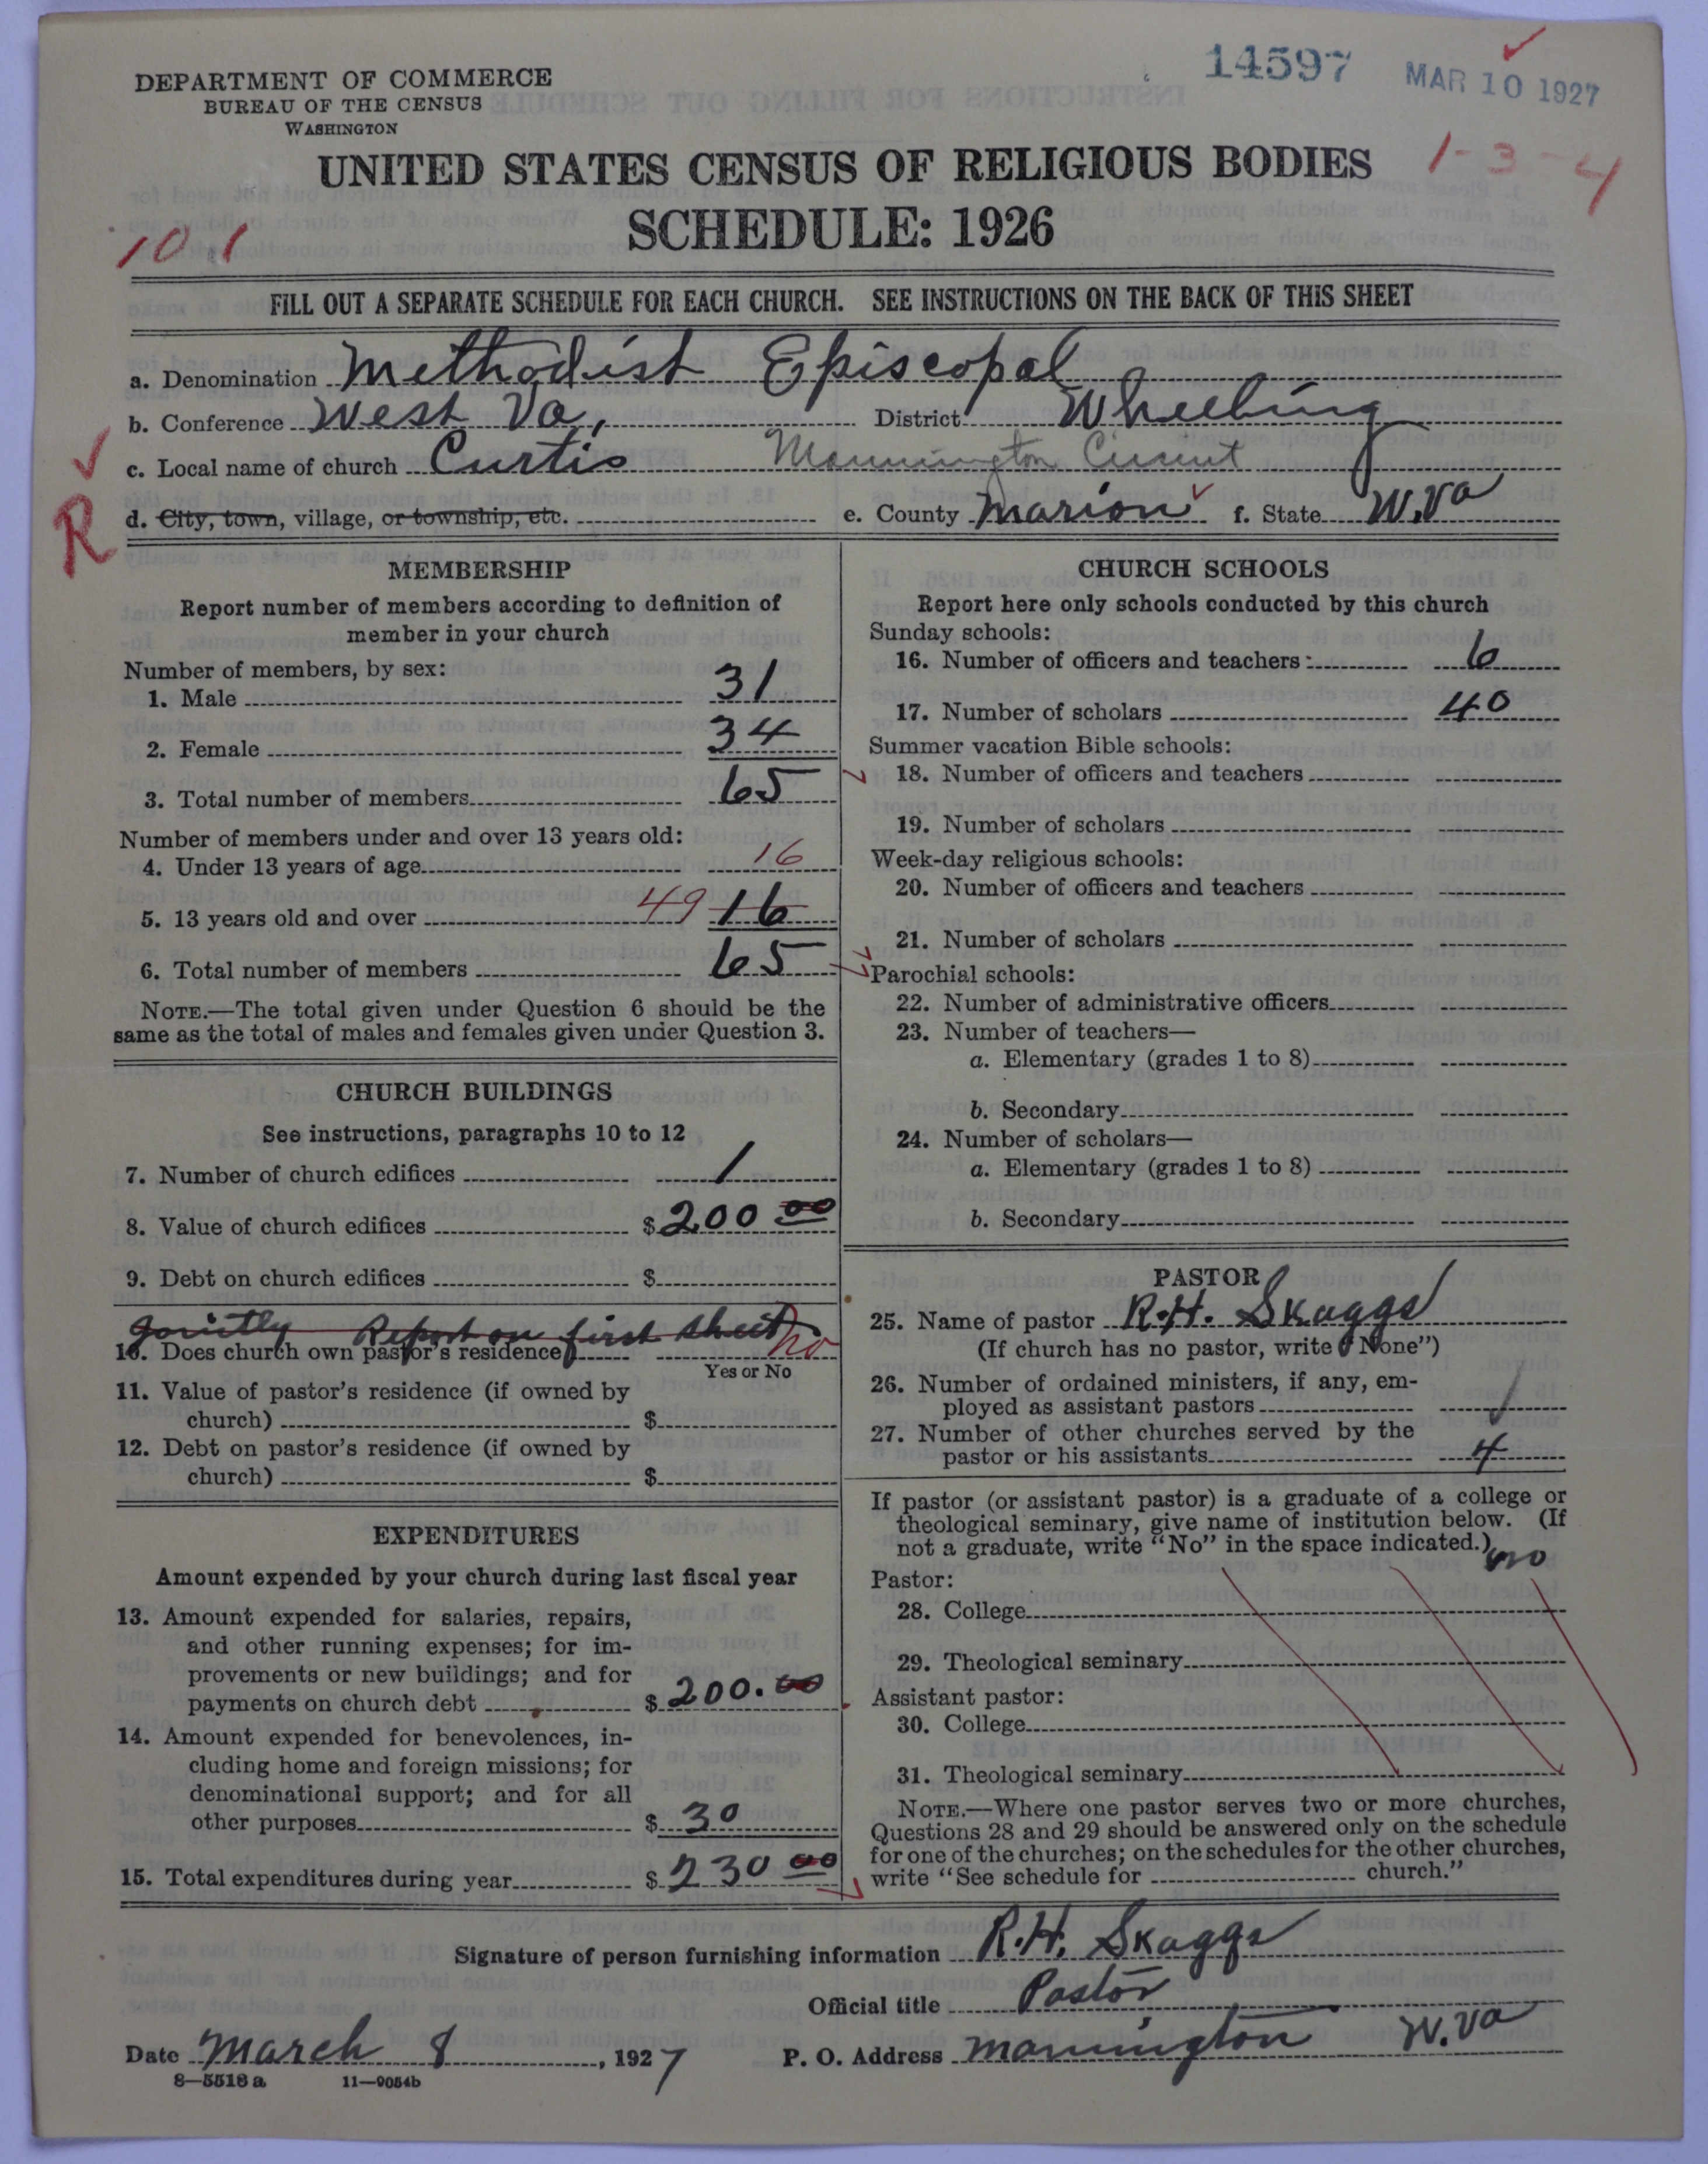 14597 MAR 10 1927
DEPARTMENT OF COMMERCE
BUREAU OF THE CENSUS
WASHINGTON
UNITED STATES CENSUS OF RELIGIOUS BODIES
1-3-4
SCHEDULE: 1926
101
FILL OUT A SEPARATE SCHEDULE FOR EACH CHURCH. SEE INSTRUCTIONS ON THE BACK OF THIS SHEET
a. Denomination Methodist Episcopal
b. Conference West Va, District Wheeling
c. Local name of church Curtis Mannington Circuit
R
d. City, town, village, or township, etc. e. County Marion f. State W.Va
MEMBERSHIP
Report number of members according to definition of
member in your church
Number of members, by sex:
1. Male 31
2. Female 34
3. Total number of members 65
Number of members under and over 13 years old:
4. Under 13 years of age 16
5. 13 years old and over 49 16
6. Total number of members 65
NOTE.—The total given under Question 6 should be the
same as the total of males and females given under Question 3.
CHURCH BUILDINGS
See instructions, paragraphs 10 to 12
7. Number of church edifices 1
8. Value of church edifices $ 200 00
9. Debt on church edifices $
Jointly Report on first sheet
10. Does church own pastor's residence? no
Yes or No
11. Value of pastor's residence (if owned by
church) $
12. Debt on pastor's residence (if owned by
church) $
EXPENDITURES
Amount expended by your church during last fiscal year
13. Amount expended for salaries, repairs,
and other running expenses; for im-
provements or new buildings; and for
payments on church debt $ 200.00
14. Amount expended for benevolences, in-
cluding home and foreign missions; for
denominational support; and for all
other purposes $ 30
15. Total expenditures during year $ 230 00
CHURCH SCHOOLS
Report here only schools conducted by this church
Sunday schools:
16. Number of officers and teachers 6
17. Number of scholars 40
Summer vacation Bible schools:
18. Number of officers and teachers
19. Number of scholars
Week-day religious schools:
20. Number of officers and teachers
21. Number of scholars
Parochial schools:
22. Number of administrative officers
23. Number of teachers—
a. Elementary (grades 1 to 8)
b. Secondary
24. Number of scholars—
a. Elementary (grades 1 to 8)
b. Secondary
PASTOR
25. Name of pastor R.H. Skaggs
(If church has no pastor, write "None")
26. Number of ordained ministers, if any, em-
ployed as assistant pastors
27. Number of other churches served by the
pastor or his assistants 4
If pastor (or assistant pastor) is a graduate of a college or
theological seminary, give name of institution below. (If
not a graduate, write "No" in the space indicated.)
no
Pastor:
28. College
29. Theological seminary
Assistant pastor:
30. College
31. Theological seminary
NOTE.—Where one pastor serves two or more churches,
Questions 28 and 29 should be answered only on the schedule
for one of the churches; on the schedules for the other churches,
write "See schedule for church."
Signature of person furnishing information R.H. Skaggs
Official title Pastor
Date March 8, 1927 P. O. Address Mannington W.Va
8—5518 a 11—9054b